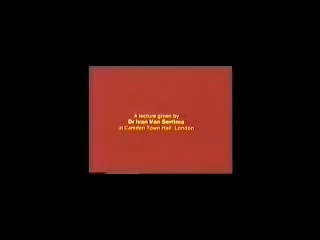 A lecture given by
Dr Ivan Van Sertima
at Camden Town Hall London